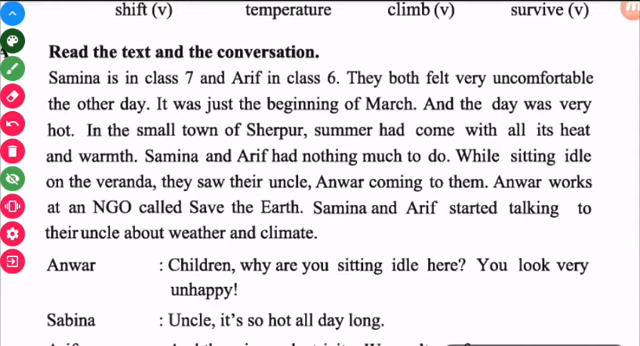 shift (v) temperature climb (v) survive (v)
Read the text and the conversation.
Samina is in class 7 and Arif in class 6. They both felt very uncomfortable
the other day. It was just the beginning of March. And the day was very
hot. In the small town of Sherpur, summer had come with all its heat
and warmth. Samina and Arif had nothing much to do. While sitting idle
on the veranda, they saw their uncle, Anwar coming to them. Anwar works
at an NGO called Save the Earth. Samina and Arif started talking to
their uncle about weather and climate.
Anwar : Children, why are you sitting idle here? You look very
unhappy!
Sabina : Uncle, it's so hot all day long.